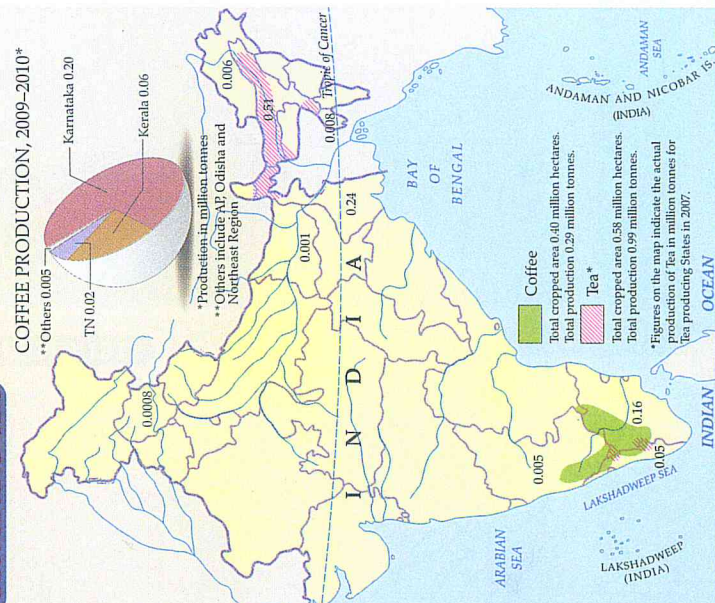 COFFEE PRODUCTION, 2009–2010*
**Others 0.005
Karnataka 0.20
TN 0.02
Kerala 0.06
*Production in million tonnes
**Others include AP, Odisha and
Northeast Region
0.0008
0.006
0.51
0.001
0.008
Tropic of Cancer
0.24
I N D I A
ARABIAN
SEA
BAY
OF
BENGAL
0.005
0.16
0.05
LAKSHADWEEP SEA
LAKSHADWEEP
(INDIA)
ANDAMAN
SEA
ANDAMAN AND NICOBAR IS.
(INDIA)
Coffee
Total cropped area 0.40 million hectares.
Total production 0.29 million tonnes.
Tea*
Total cropped area 0.58 million hectares.
Total production 0.99 million tonnes.
*Figures on the map indicate the actual
production of Tea in million tonnes for
Tea producing States in 2007.
INDIAN OCEAN